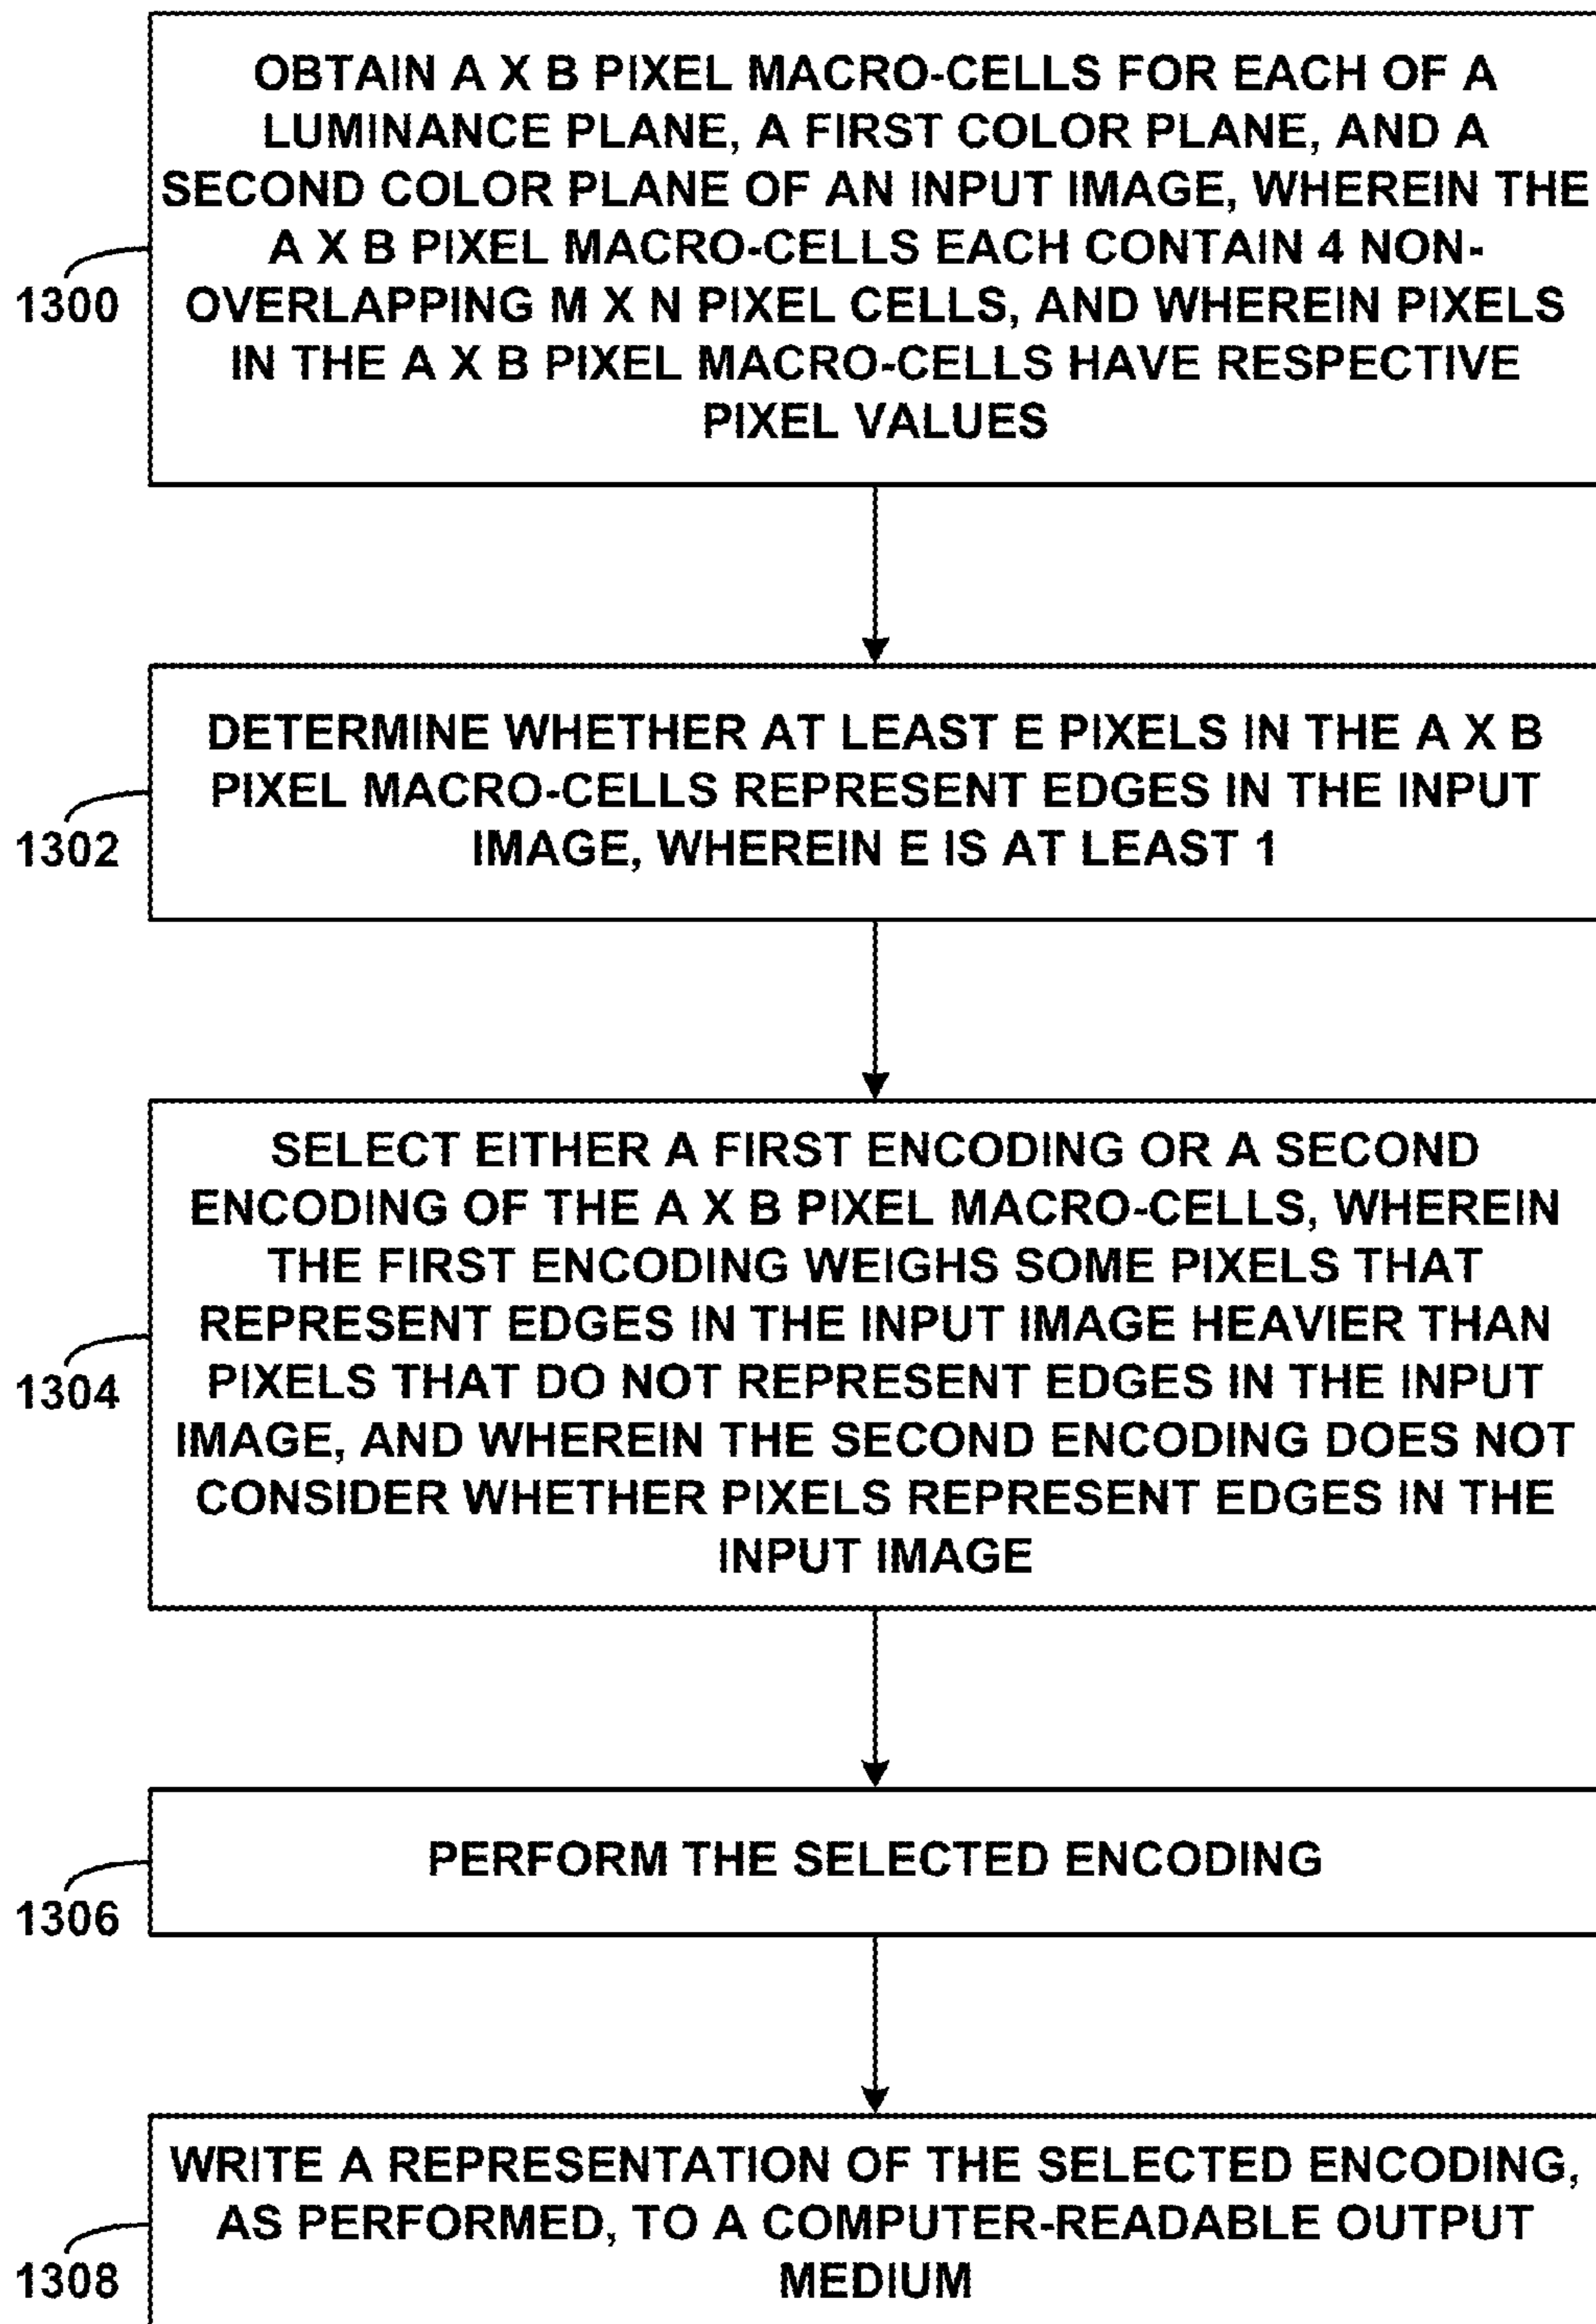 OBTAIN A X B PIXEL MACRO-CELLS FOR EACH OF A
LUMINANCE PLANE, A FIRST COLOR PLANE, AND A
SECOND COLOR PLANE OF AN INPUT IMAGE, WHEREIN THE
A X B PIXEL MACRO-CELLS EACH CONTAIN 4 NON-
OVERLAPPING M X N PIXEL CELLS, AND WHEREIN PIXELS
IN THE A X B PIXEL MACRO-CELLS HAVE RESPECTIVE
PIXEL VALUES
1300
DETERMINE WHETHER AT LEAST E PIXELS IN THE A X B
PIXEL MACRO-CELLS REPRESENT EDGES IN THE INPUT
IMAGE, WHEREIN E IS AT LEAST 1
1302
SELECT EITHER A FIRST ENCODING OR A SECOND
ENCODING OF THE A X B PIXEL MACRO-CELLS, WHEREIN
THE FIRST ENCODING WEIGHS SOME PIXELS THAT
REPRESENT EDGES IN THE INPUT IMAGE HEAVIER THAN
PIXELS THAT DO NOT REPRESENT EDGES IN THE INPUT
IMAGE, AND WHEREIN THE SECOND ENCODING DOES NOT
CONSIDER WHETHER PIXELS REPRESENT EDGES IN THE
INPUT IMAGE
1304
PERFORM THE SELECTED ENCODING
1306
WRITE A REPRESENTATION OF THE SELECTED ENCODING,
AS PERFORMED, TO A COMPUTER-READABLE OUTPUT
MEDIUM
1308